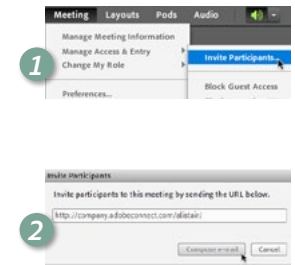 Meeting Layouts Pods Audio
Manage Meeting Information
Manage Access & Entry
Invite Participants...
Change My Role
Block Guest Access
Preferences...
1
Invite Participants
Invite participants to this meeting by sending the URL below.
http://company.adobeconnect.com/alistair/
2
Compose e-mail Cancel